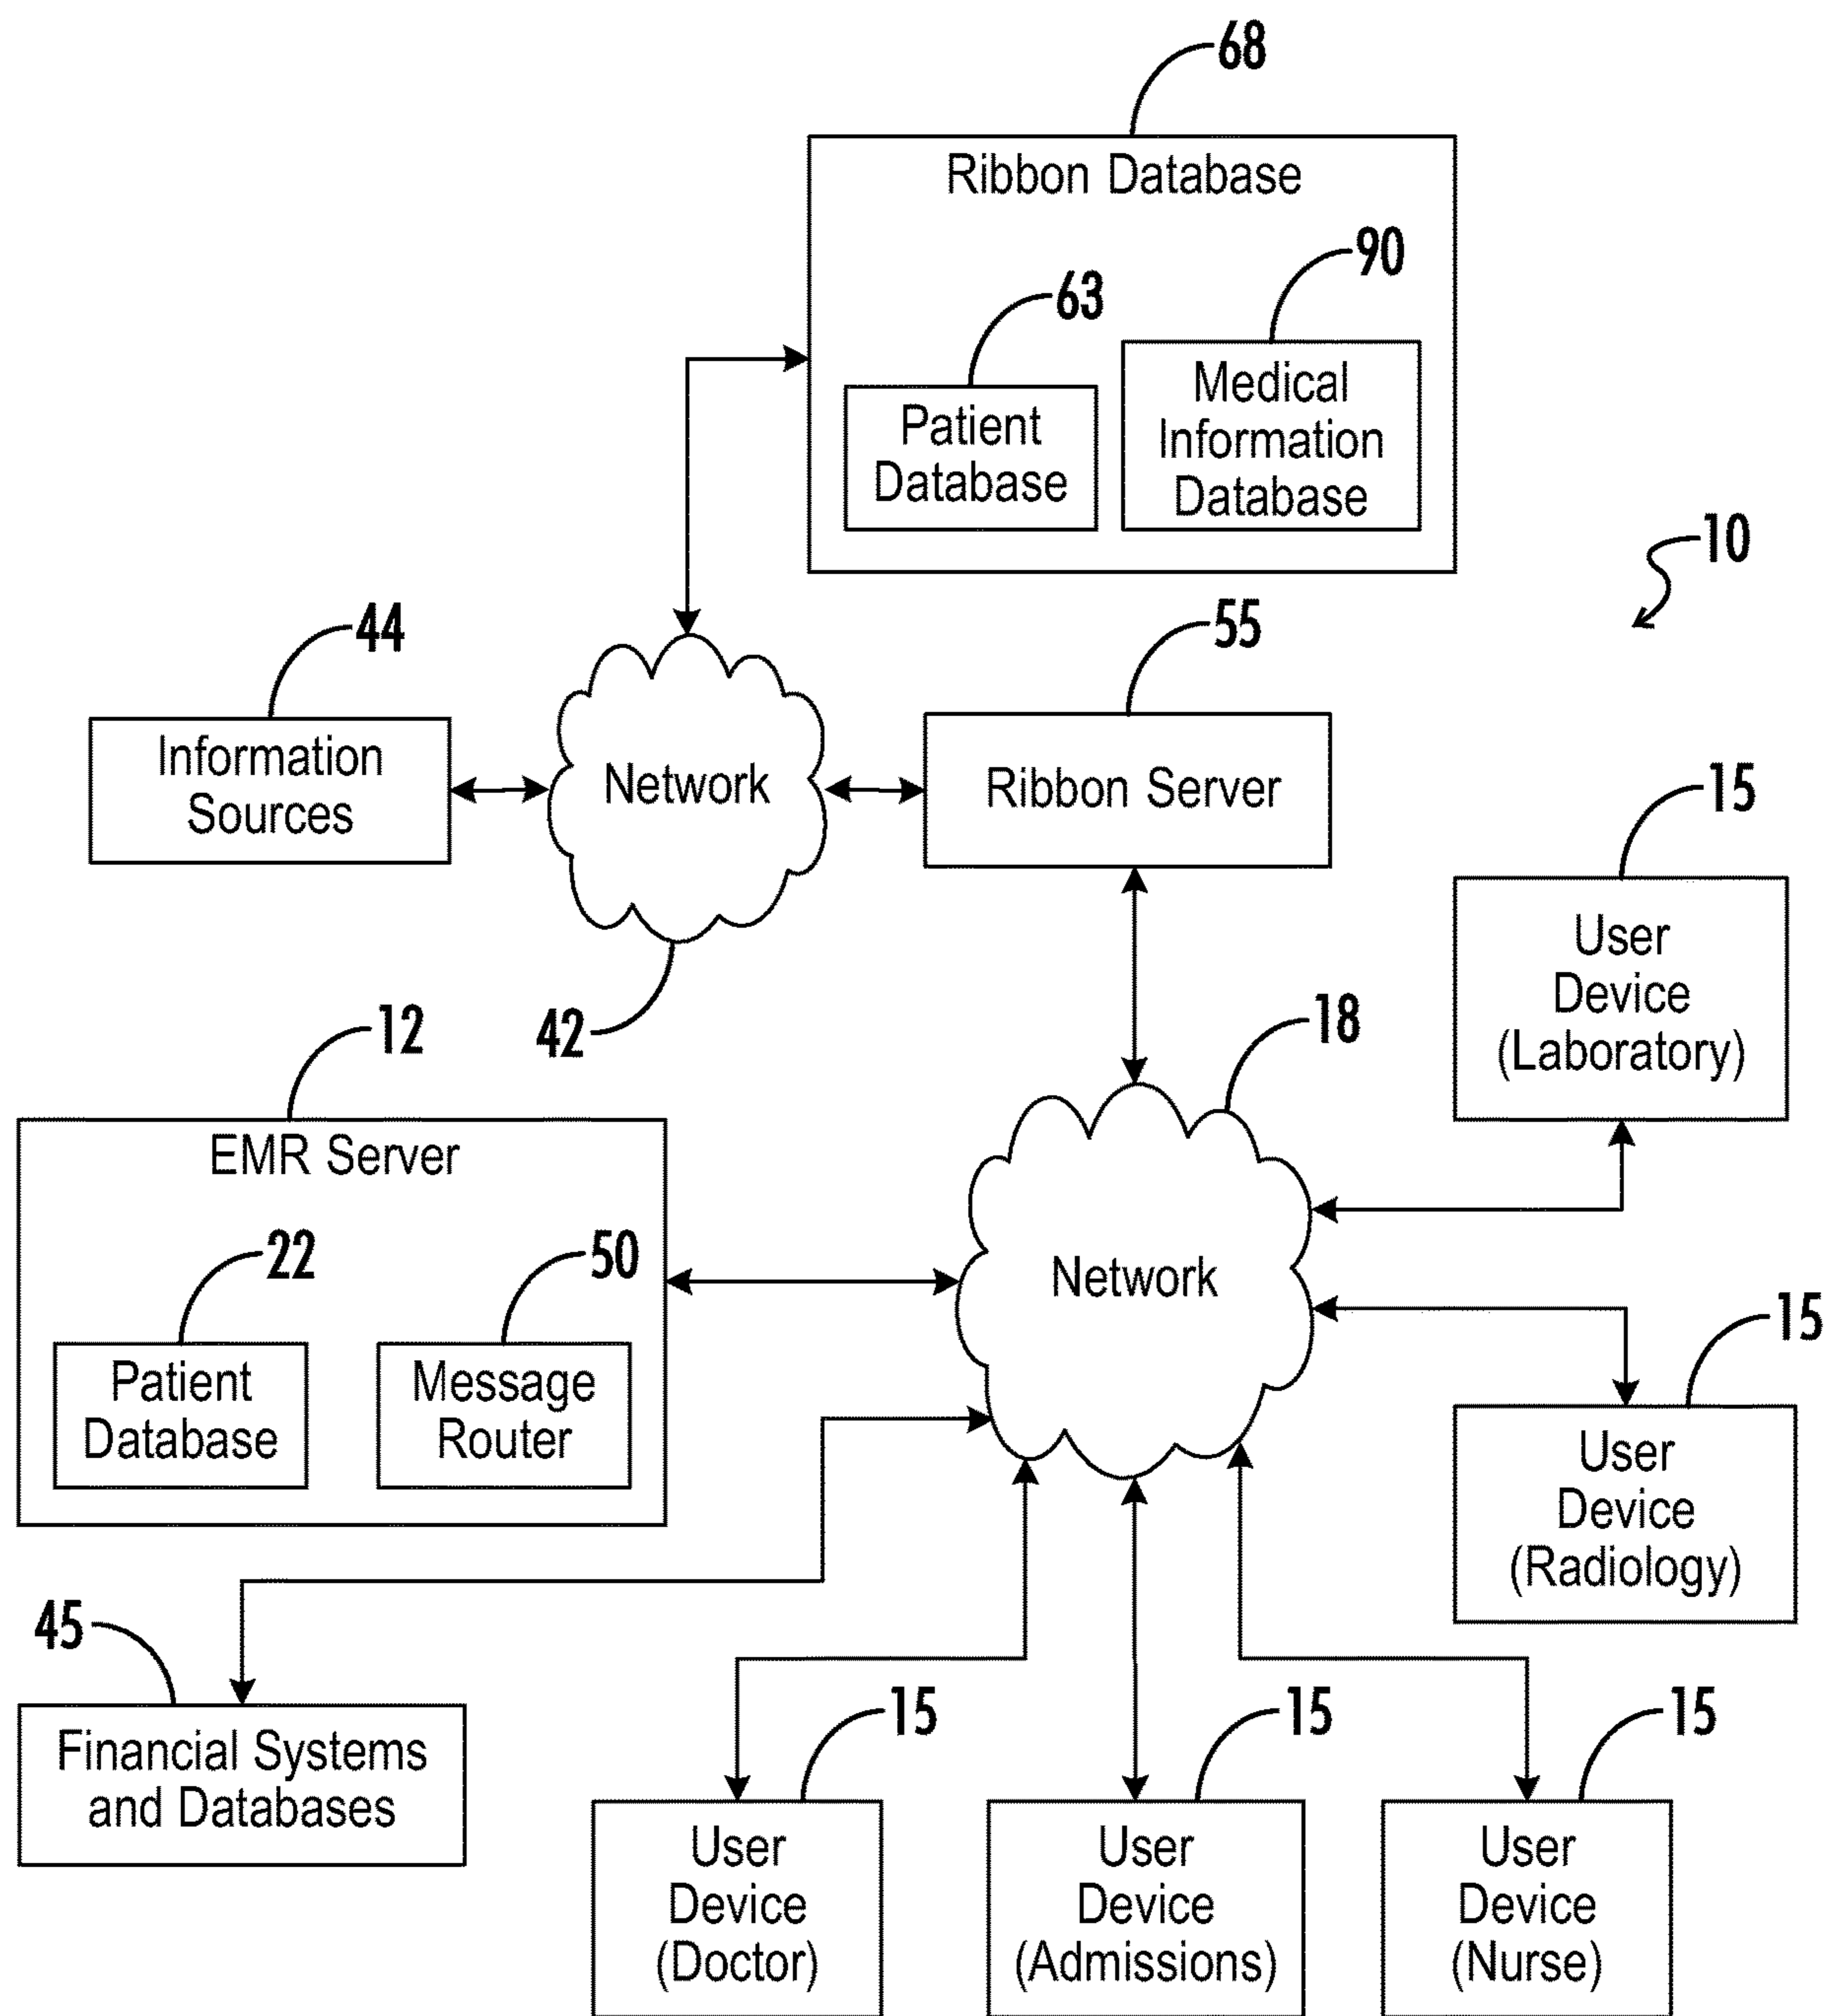 68
Ribbon Database
90
63
Medical
Information
Database
Patient
Database
10
44
55
Information
Sources
Network
Ribbon Server
15
User
Device
(Laboratory)
42
12
18
EMR Server
22
50
Network
Patient
Database
Message
Router
15
User
Device
(Radiology)
45
Financial Systems
and Databases
15
User
Device
(Doctor)
15
User
Device
(Admissions)
15
User
Device
(Nurse)